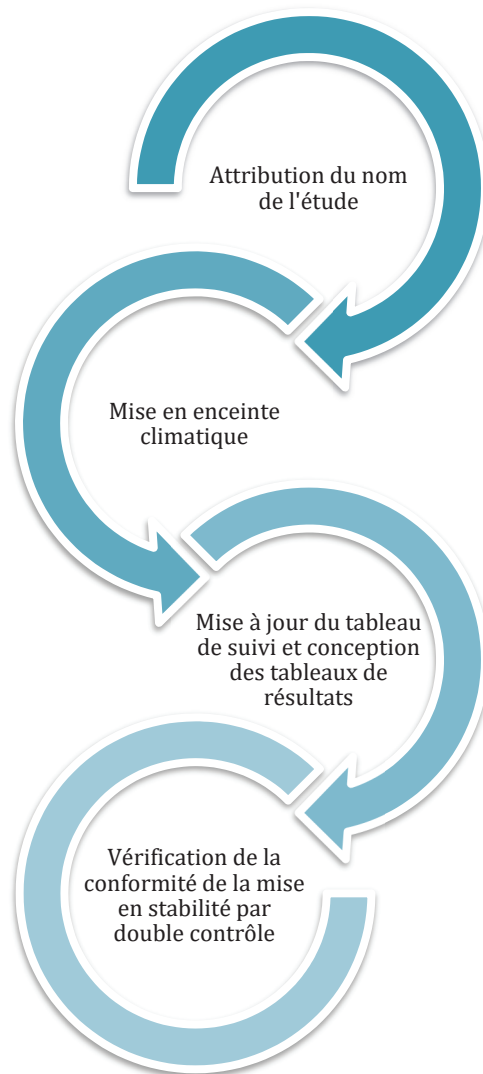 Attribution du nom
de l'étude
Mise en enceinte
climatique
Mise à jour du tableau
de suivi et conception
des tableaux de
résultats
Vérification de la
conformité de la mise
en stabilité par
double contrôle